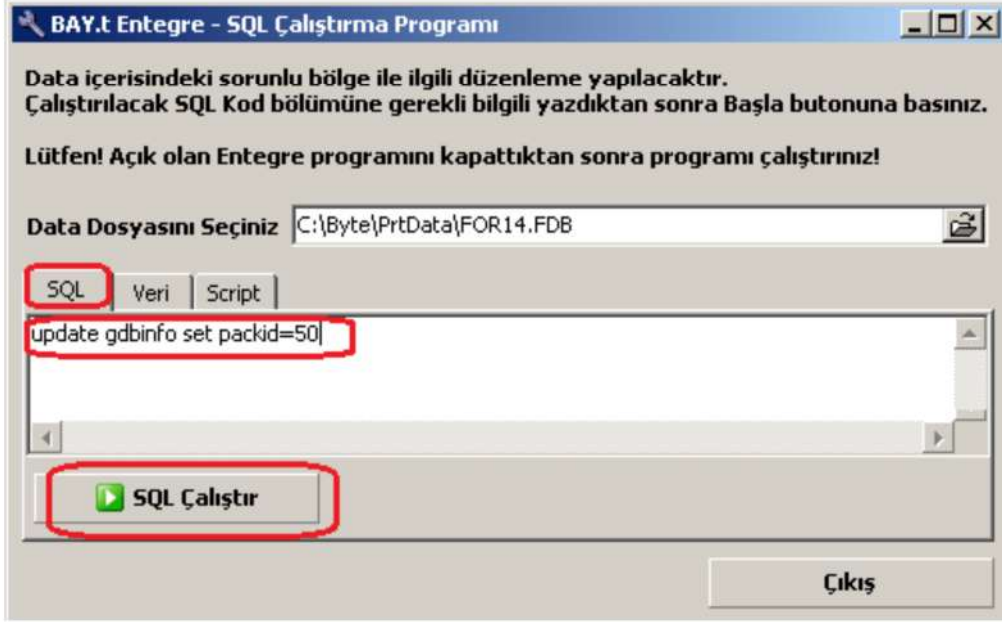 BAY.t Entegre - SQL Çalıştırma Programı
Data içerisindeki sorunlu bölge ile ilgili düzenleme yapılacaktır.
Çalıştırılacak SQL Kod bölümüne gerekli bilgili yazdıktan sonra Başla butonuna basınız.
Lütfen! Açık olan Entegre programını kapattıktan sonra programı çalıştırınız!
Data Dosyasını Seçiniz C:\Byte\PrtData\FOR14.FDB
SQL Veri Script
update gdbinfo set packid=50
SQL Çalıştır
Çıkış